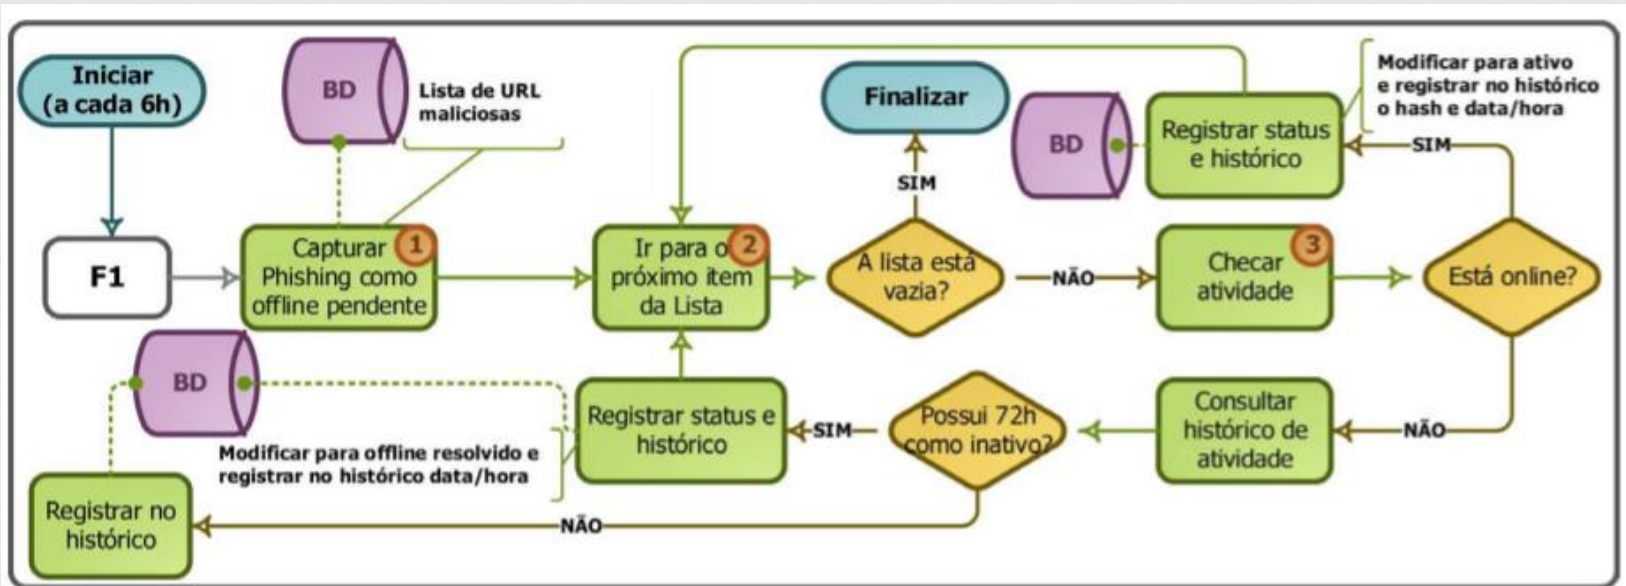 Iniciar
(a cada 6h)
BD
Lista de URL
maliciosas
Finalizar
BD
Registrar status
e histórico
Modificar para ativo
e registrar no histórico
o hash e data/hora
SIM
SIM
F1
Capturar
Phishing como
offline pendente
1
Ir para o
próximo item
da Lista
2
A lista está
vazia?
NÃO
Checar
atividade
3
Está online?
BD
Registrar status e
histórico
SIM
Possui 72h
como inativo?
Consultar
histórico de
atividade
NÃO
Modificar para offline resolvido e
registrar no histórico data/hora
Registrar no
histórico
NÃO